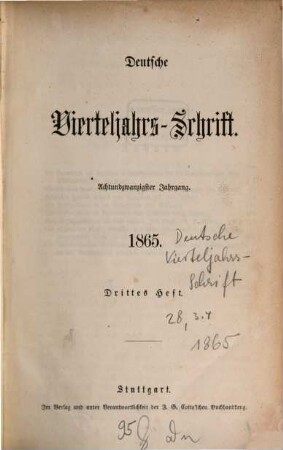 Deutsche
Vierteljahrs-Schrift.
Achtundzwanzigster Jahrgang.
1865.
Deutsche
Vierteljahrs-
Schrift
Drittes Heft.
28, 3.4
1865
Stuttgart.
Im Verlag und unter Verantwortlichkeit der J. G. Cotta'schen Buchhandlung.